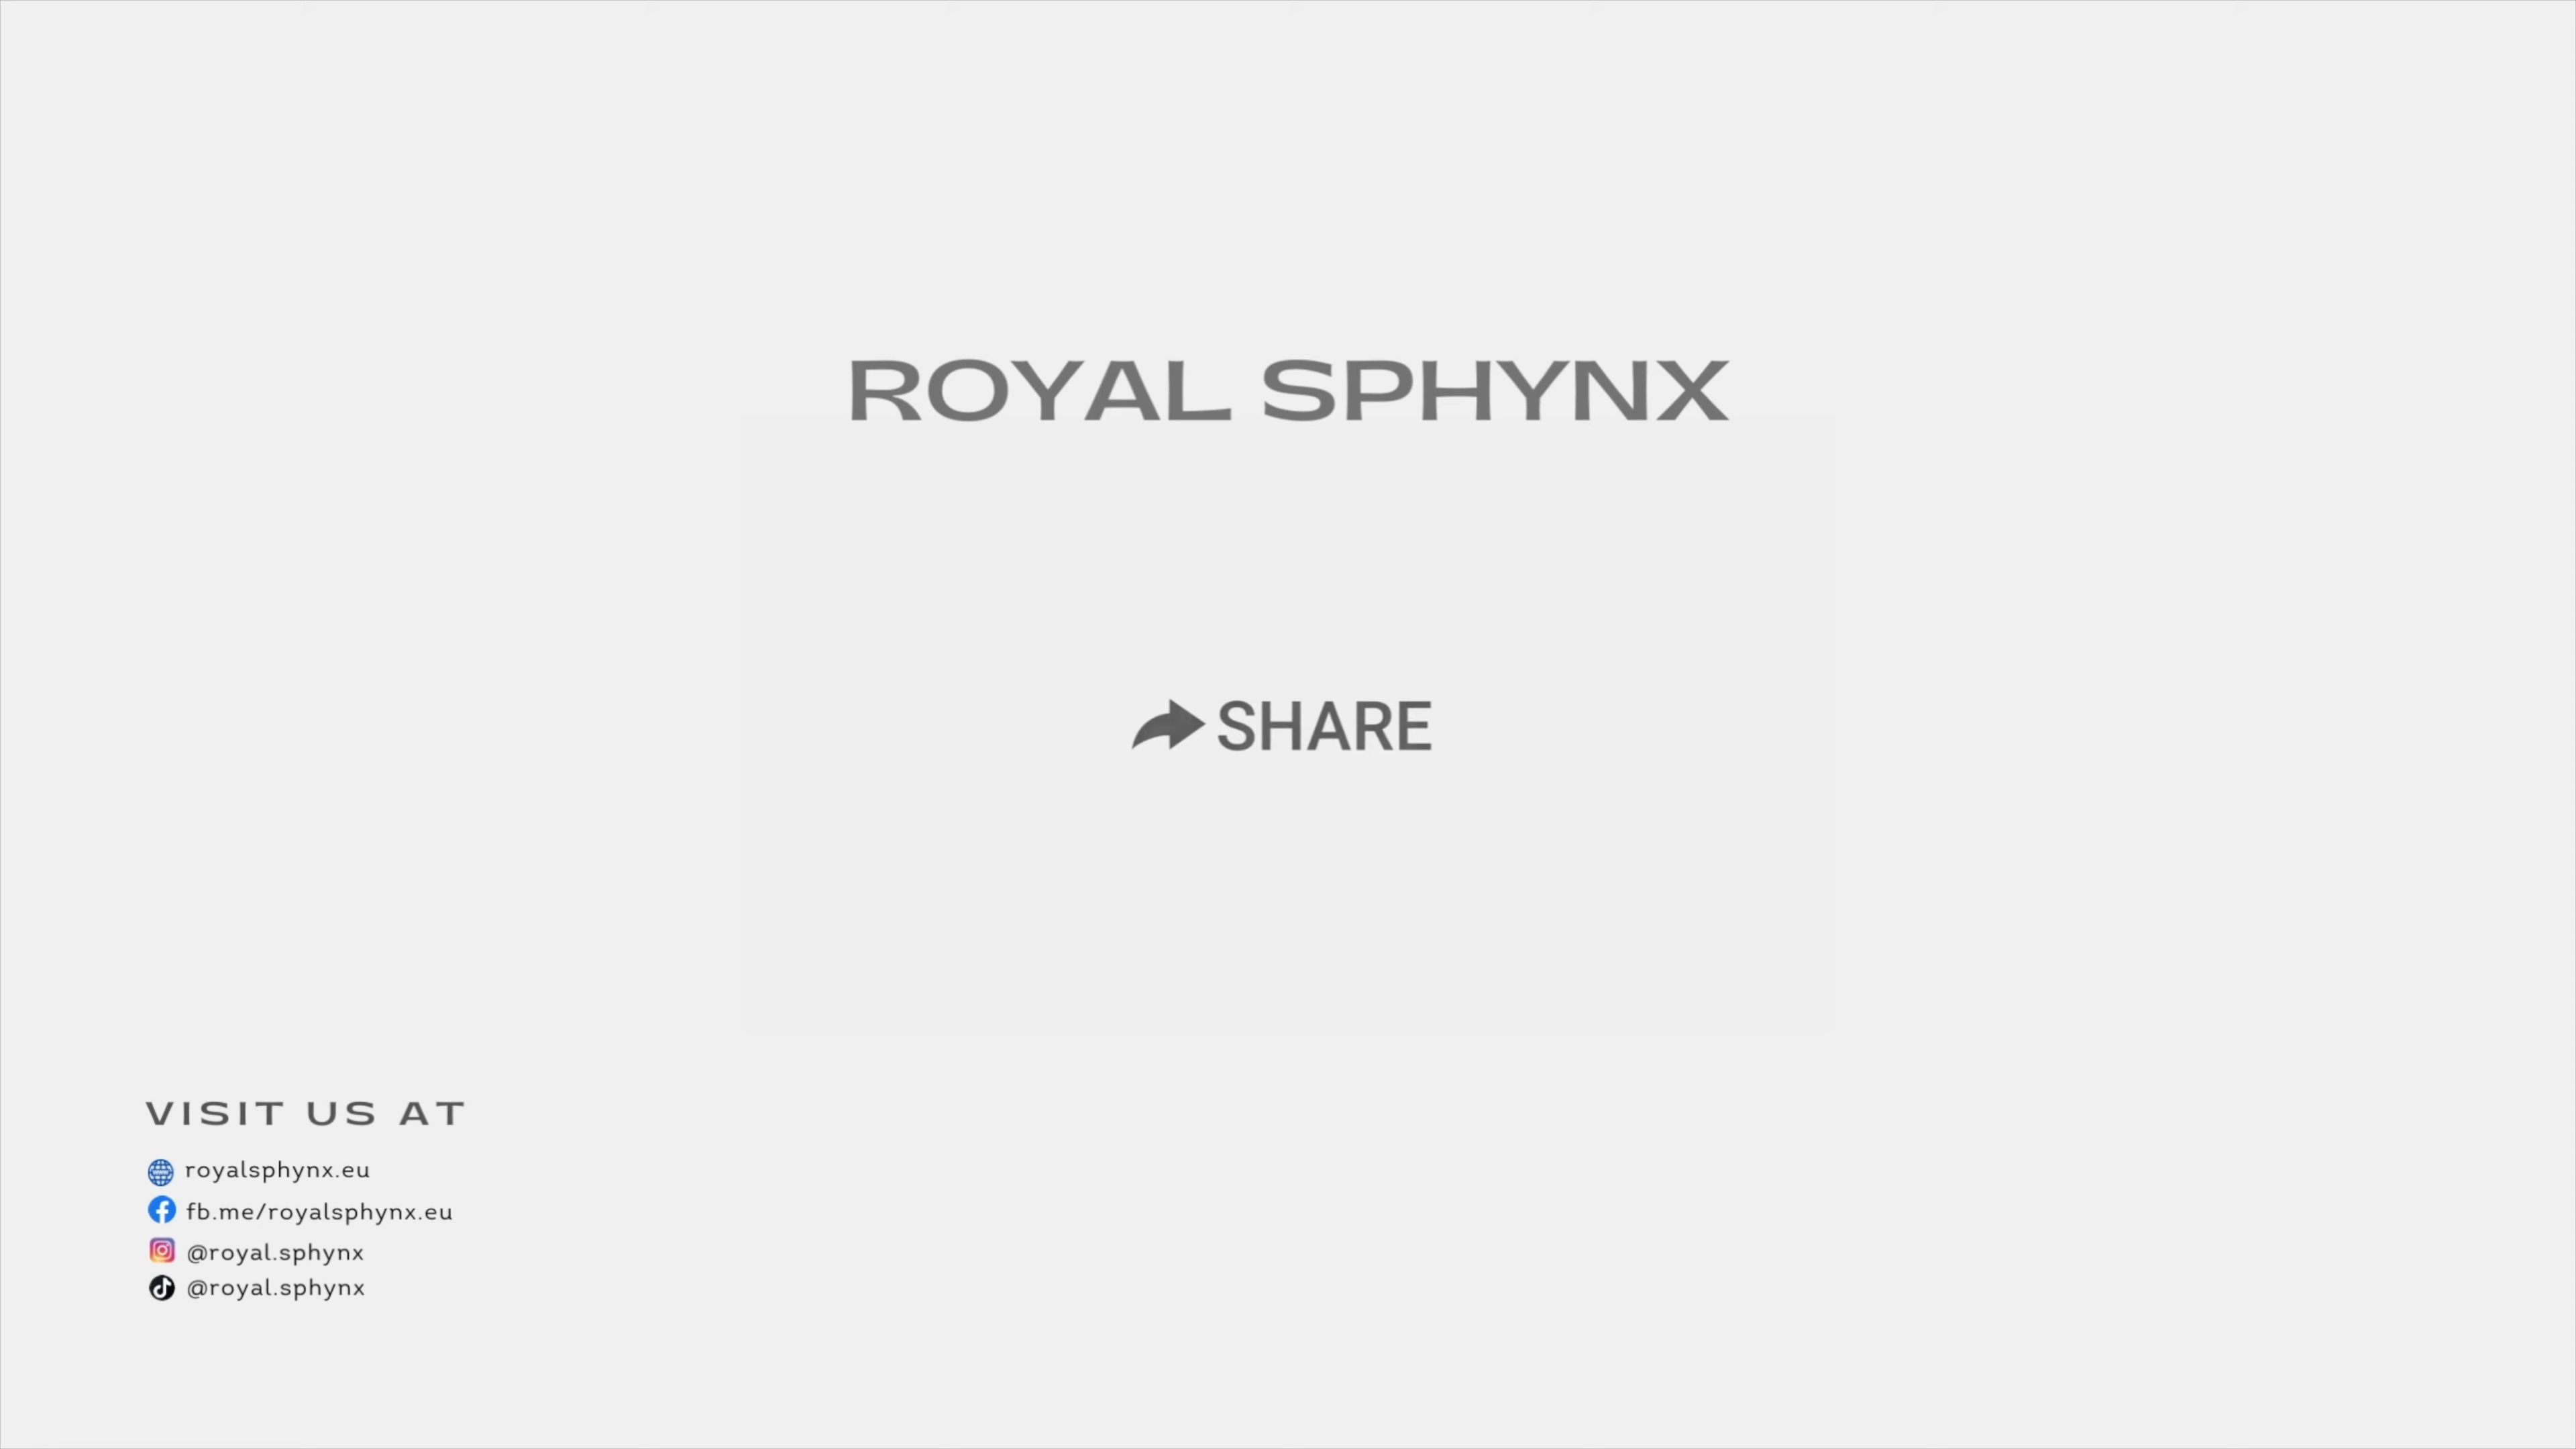 ROYAL SPHYNX
SHARE
VISIT US AT
royalsphynx.eu
fb.me/royalsphynx.eu
@royal.sphynx
@royal.sphynx